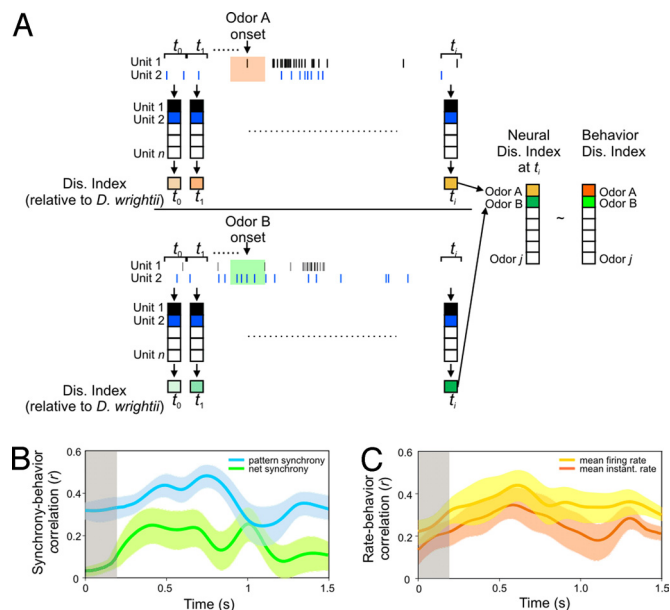 A
Odor A
onset
t0 t1 ti
Unit 1
Unit 2
Unit 1
Unit 2
Unit n
Dis. Index
(relative to D. wrightii)
t0 t1 ti
Neural
Dis. Index
at ti
Behavior
Dis. Index
Odor A
Odor B
Odor j
~
Odor A
Odor B
Odor j
Odor B
onset
t0 t1 ti
Unit 1
Unit 2
Unit 1
Unit 2
Unit n
Dis. Index
(relative to D. wrightii)
t0 t1 ti
B
Synchrony-behavior
correlation (r)
0.6
0.4
0.2
0
pattern synchrony
net synchrony
0 0.5 1.0 1.5
Time (s)
C
Rate-behavior
correlation (r)
0.6
0.4
0.2
0
mean firing rate
mean instant. rate
0 0.5 1.0 1.5
Time (s)